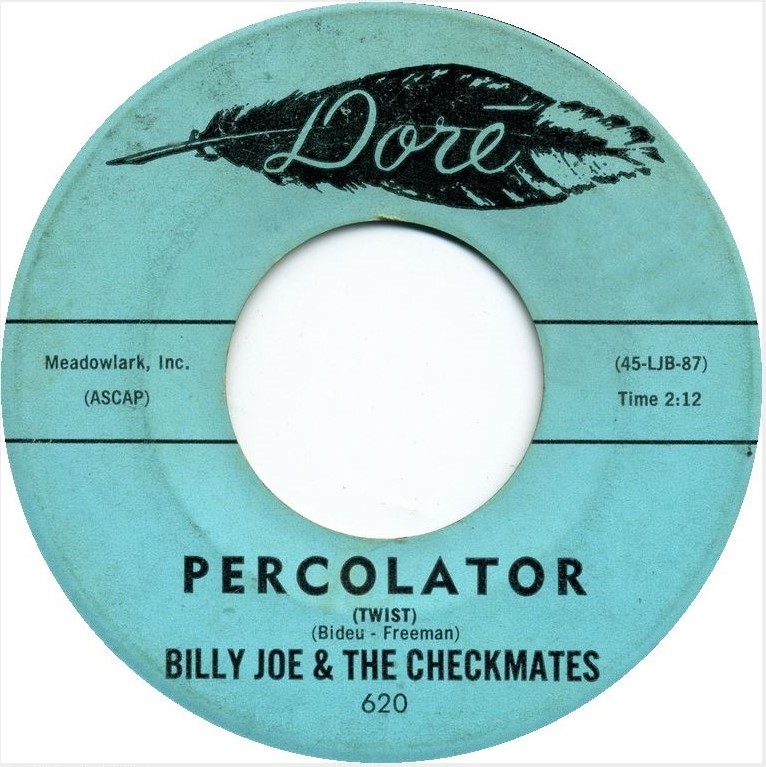 Doré
Meadowlark, Inc.
(ASCAP)
(45-LJB-87)
Time 2:12
PERCOLATOR
(TWIST)
(Bideu - Freeman)
BILLY JOE & THE CHECKMATES
620